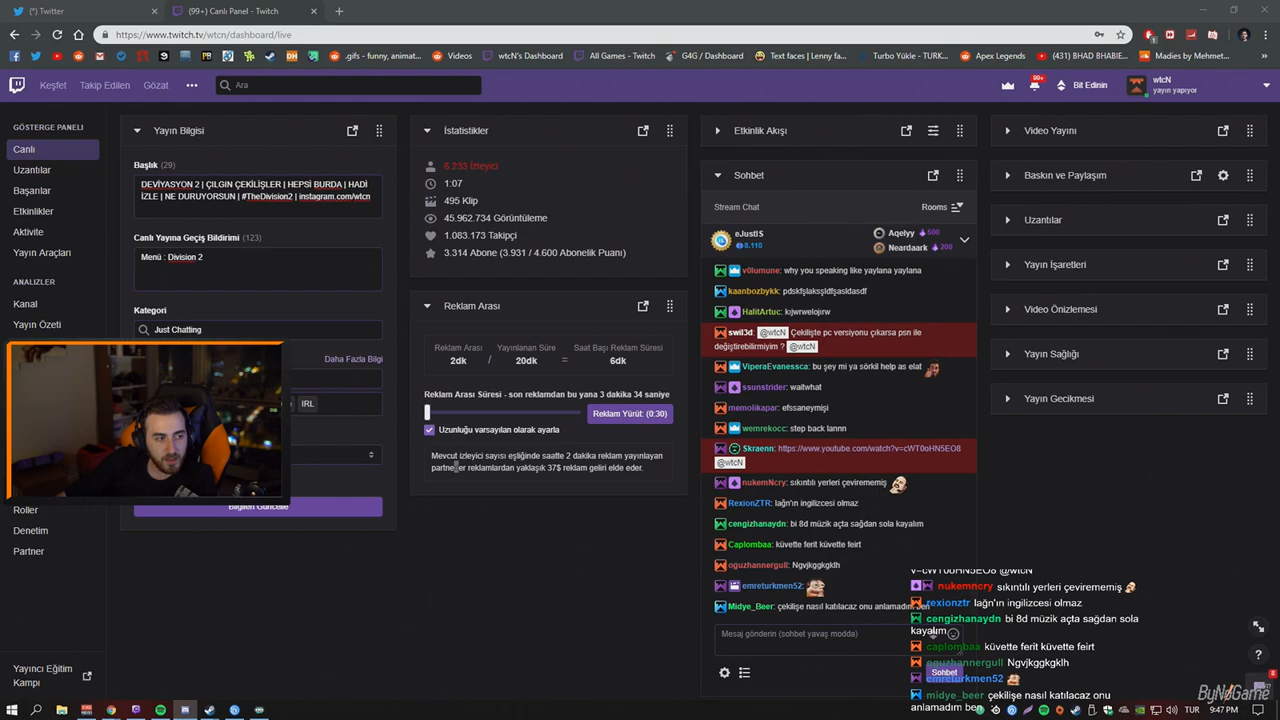 (*) Twitter
(99+) Canlı Panel - Twitch
https://www.twitch.tv/wtcn/dashboard/live
.gifs - funny, animat...
Videos
wtcN's Dashboard
All Games - Twitch
G4G / Dashboard
Text faces | Lenny...
Turbo Yükle - TURK...
Apex Legends
(431) BHAD BHABIE...
Madies by Mehmet...
Keşfet
Takip Edilen
Gözat
Ara
99+
Bit Edinin
wtcN
yayın yapıyor
GÖSTERGE PANELİ
Canlı
Uzantılar
Başarılar
Etkinlikler
Aktivite
Yayın Araçları
ANALIZLER
Kanal
Yayın Özeti
Roller
Denetim
Partner
Yayıncı Eğitim
Kampı
Yayın Bilgisi
Başlık (29)
DEVİYASYON 2 | ÇILGIN ÇEKİLİŞLER | HEPSİ BURDA | HADİ
İZLE | NE DURUYORSUN | #TheDivision2 | instagram.com/wtcn
Canlı Yayına Geçiş Bildirimi (123)
Menü : Division 2
Kategori
Just Chatting
Daha Fazla Bilgi
IRL
Bilgileri Güncelle
İstatistikler
6.233 İzleyici
1:07
495 Klip
45.962.734 Görüntüleme
1.083.173 Takipçi
3.314 Abone (3.931 / 4.600 Abonelik Puanı)
Reklam Arası
Reklam Arası
2dk
/
Yayınlanan Süre
20dk
=
Saat Başı Reklam Süresi
6dk
Reklam Arası Süresi - son reklamdan bu yana 3 dakika 34 saniye
Reklam Yürüt: (0:30)
Uzunluğu varsayılan olarak ayarla
Mevcut izleyici sayısı eşliğinde saatte 2 dakika reklam yayınlayan
partnerler reklamlardan yaklaşık 37$ reklam geliri elde eder.
Etkinlik Akışı
Sohbet
Stream Chat
Rooms
eJustIS
8.110
Aqelyy 500
Neardaark 200
v0lumune: why you speaking like yaylana yaylana
kaanbozbykk: pdskfşlaksşldfşasldasdf
HalitArtuc: kıjwrwelojırw
swil3d: @wtcN Çekilişte pc versiyonu çıkarsa psn ile
değiştirebilirmiyim ? @wtcN
ViperaEvanessca: bu şey mi ya sörkil help as elat
ssunstrider: waitwhat
memolikapar: efssaneymişi
wemrekocc: step back lannn
Skraenn: https://www.youtube.com/watch?v=cWT0oHN5EO8
@wtcN
nukemNcry: sıkıntılı yerleri çevirememiş
RexionZTR: lağn'ın ingilizcesi olmaz
cengizhanaydn: bi 8d müzik açta sağdan sola kayalım
Caplombaa: küvette ferit küvette feirt
oguzhannergull: Ngvjkggkgklh
emreturkmen52:
Midye_Beer: çekilişe nasıl katılacaz onu anlamadım ben
Mesaj gönderin (sohbet yavaş modda)
Sohbet
Video Yayını
Baskın ve Paylaşım
Uzantılar
Yayın İşaretleri
Video Önizlemesi
Yayın Sağlığı
Yayın Gecikmesi
v=cWT0oHN5EO8 @wtcN
nukemncry sıkıntılı yerleri çevirememiş
rexionztr lağn'ın ingilizcesi olmaz
cengizhanaydn bi 8d müzik açta sağdan sola
kayalım
caplombaa küvette ferit küvette feirt
oguzhannergull Ngvjkggkgklh
emreturkmen52
midye_beer çekilişe nasıl katılacaz onu
anlamadım ben
ByNoGame
TUR
9:47 PM
8